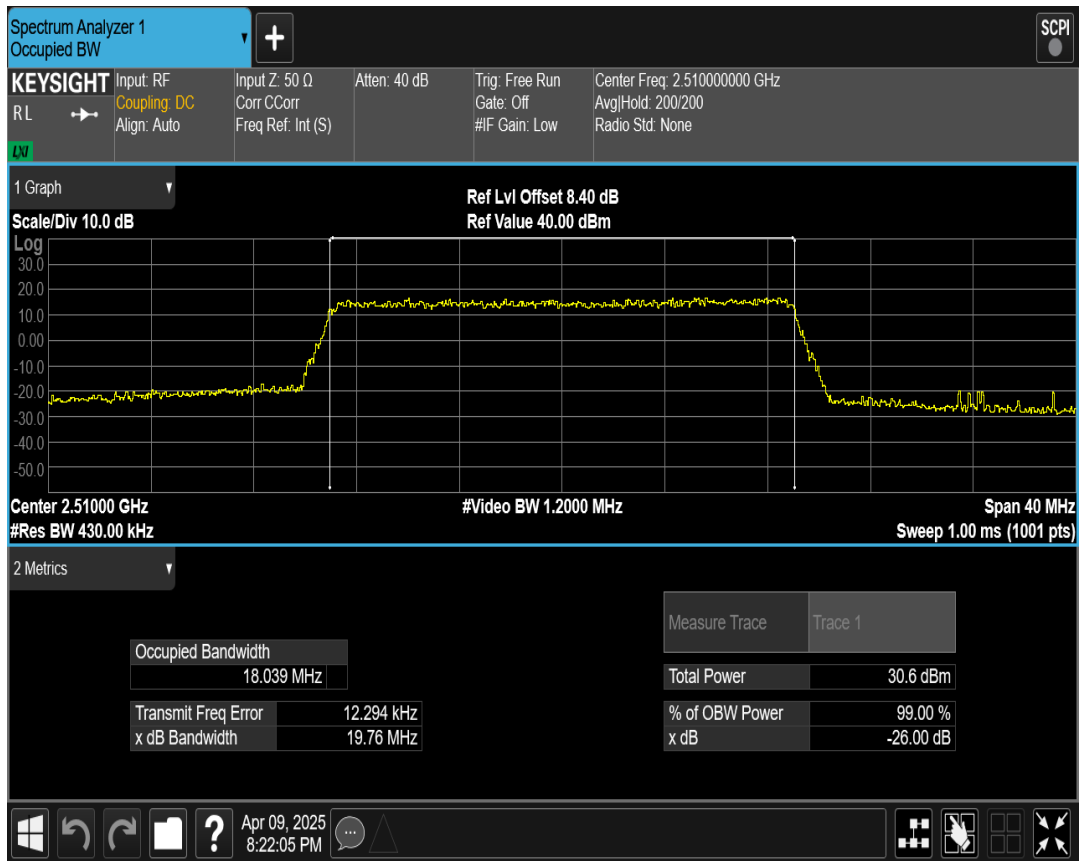 Spectrum Analyzer 1
Occupied BW
+
SCPI
KEYSIGHT
RL
LXI
Input: RF
Coupling: DC
Align: Auto
Input Z: 50 Ω
Corr CCorr
Freq Ref: Int (S)
Atten: 40 dB
Trig: Free Run
Gate: Off
#IF Gain: Low
Center Freq: 2.510000000 GHz
Avg|Hold: 200/200
Radio Std: None
1 Graph
Scale/Div 10.0 dB
Ref Lvl Offset 8.40 dB
Ref Value 40.00 dBm
Log
30.0
20.0
10.0
0.00
-10.0
-20.0
-30.0
-40.0
-50.0
Center 2.51000 GHz
#Video BW 1.2000 MHz
Span 40 MHz
#Res BW 430.00 kHz
Sweep 1.00 ms (1001 pts)
2 Metrics
Measure Trace Trace 1
Occupied Bandwidth
18.039 MHz
Total Power 30.6 dBm
Transmit Freq Error 12.294 kHz
% of OBW Power 99.00 %
x dB Bandwidth 19.76 MHz
x dB -26.00 dB
?
Apr 09, 2025
8:22:05 PM